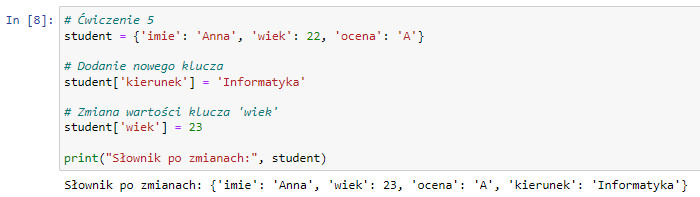 In [8]:
# Ćwiczenie 5
student = {'imie': 'Anna', 'wiek': 22, 'ocena': 'A'}
# Dodanie nowego klucza
student['kierunek'] = 'Informatyka'
# Zmiana wartości klucza 'wiek'
student['wiek'] = 23
print("Słownik po zmianach:", student)
Słownik po zmianach: {'imie': 'Anna', 'wiek': 23, 'ocena': 'A', 'kierunek': 'Informatyka'}